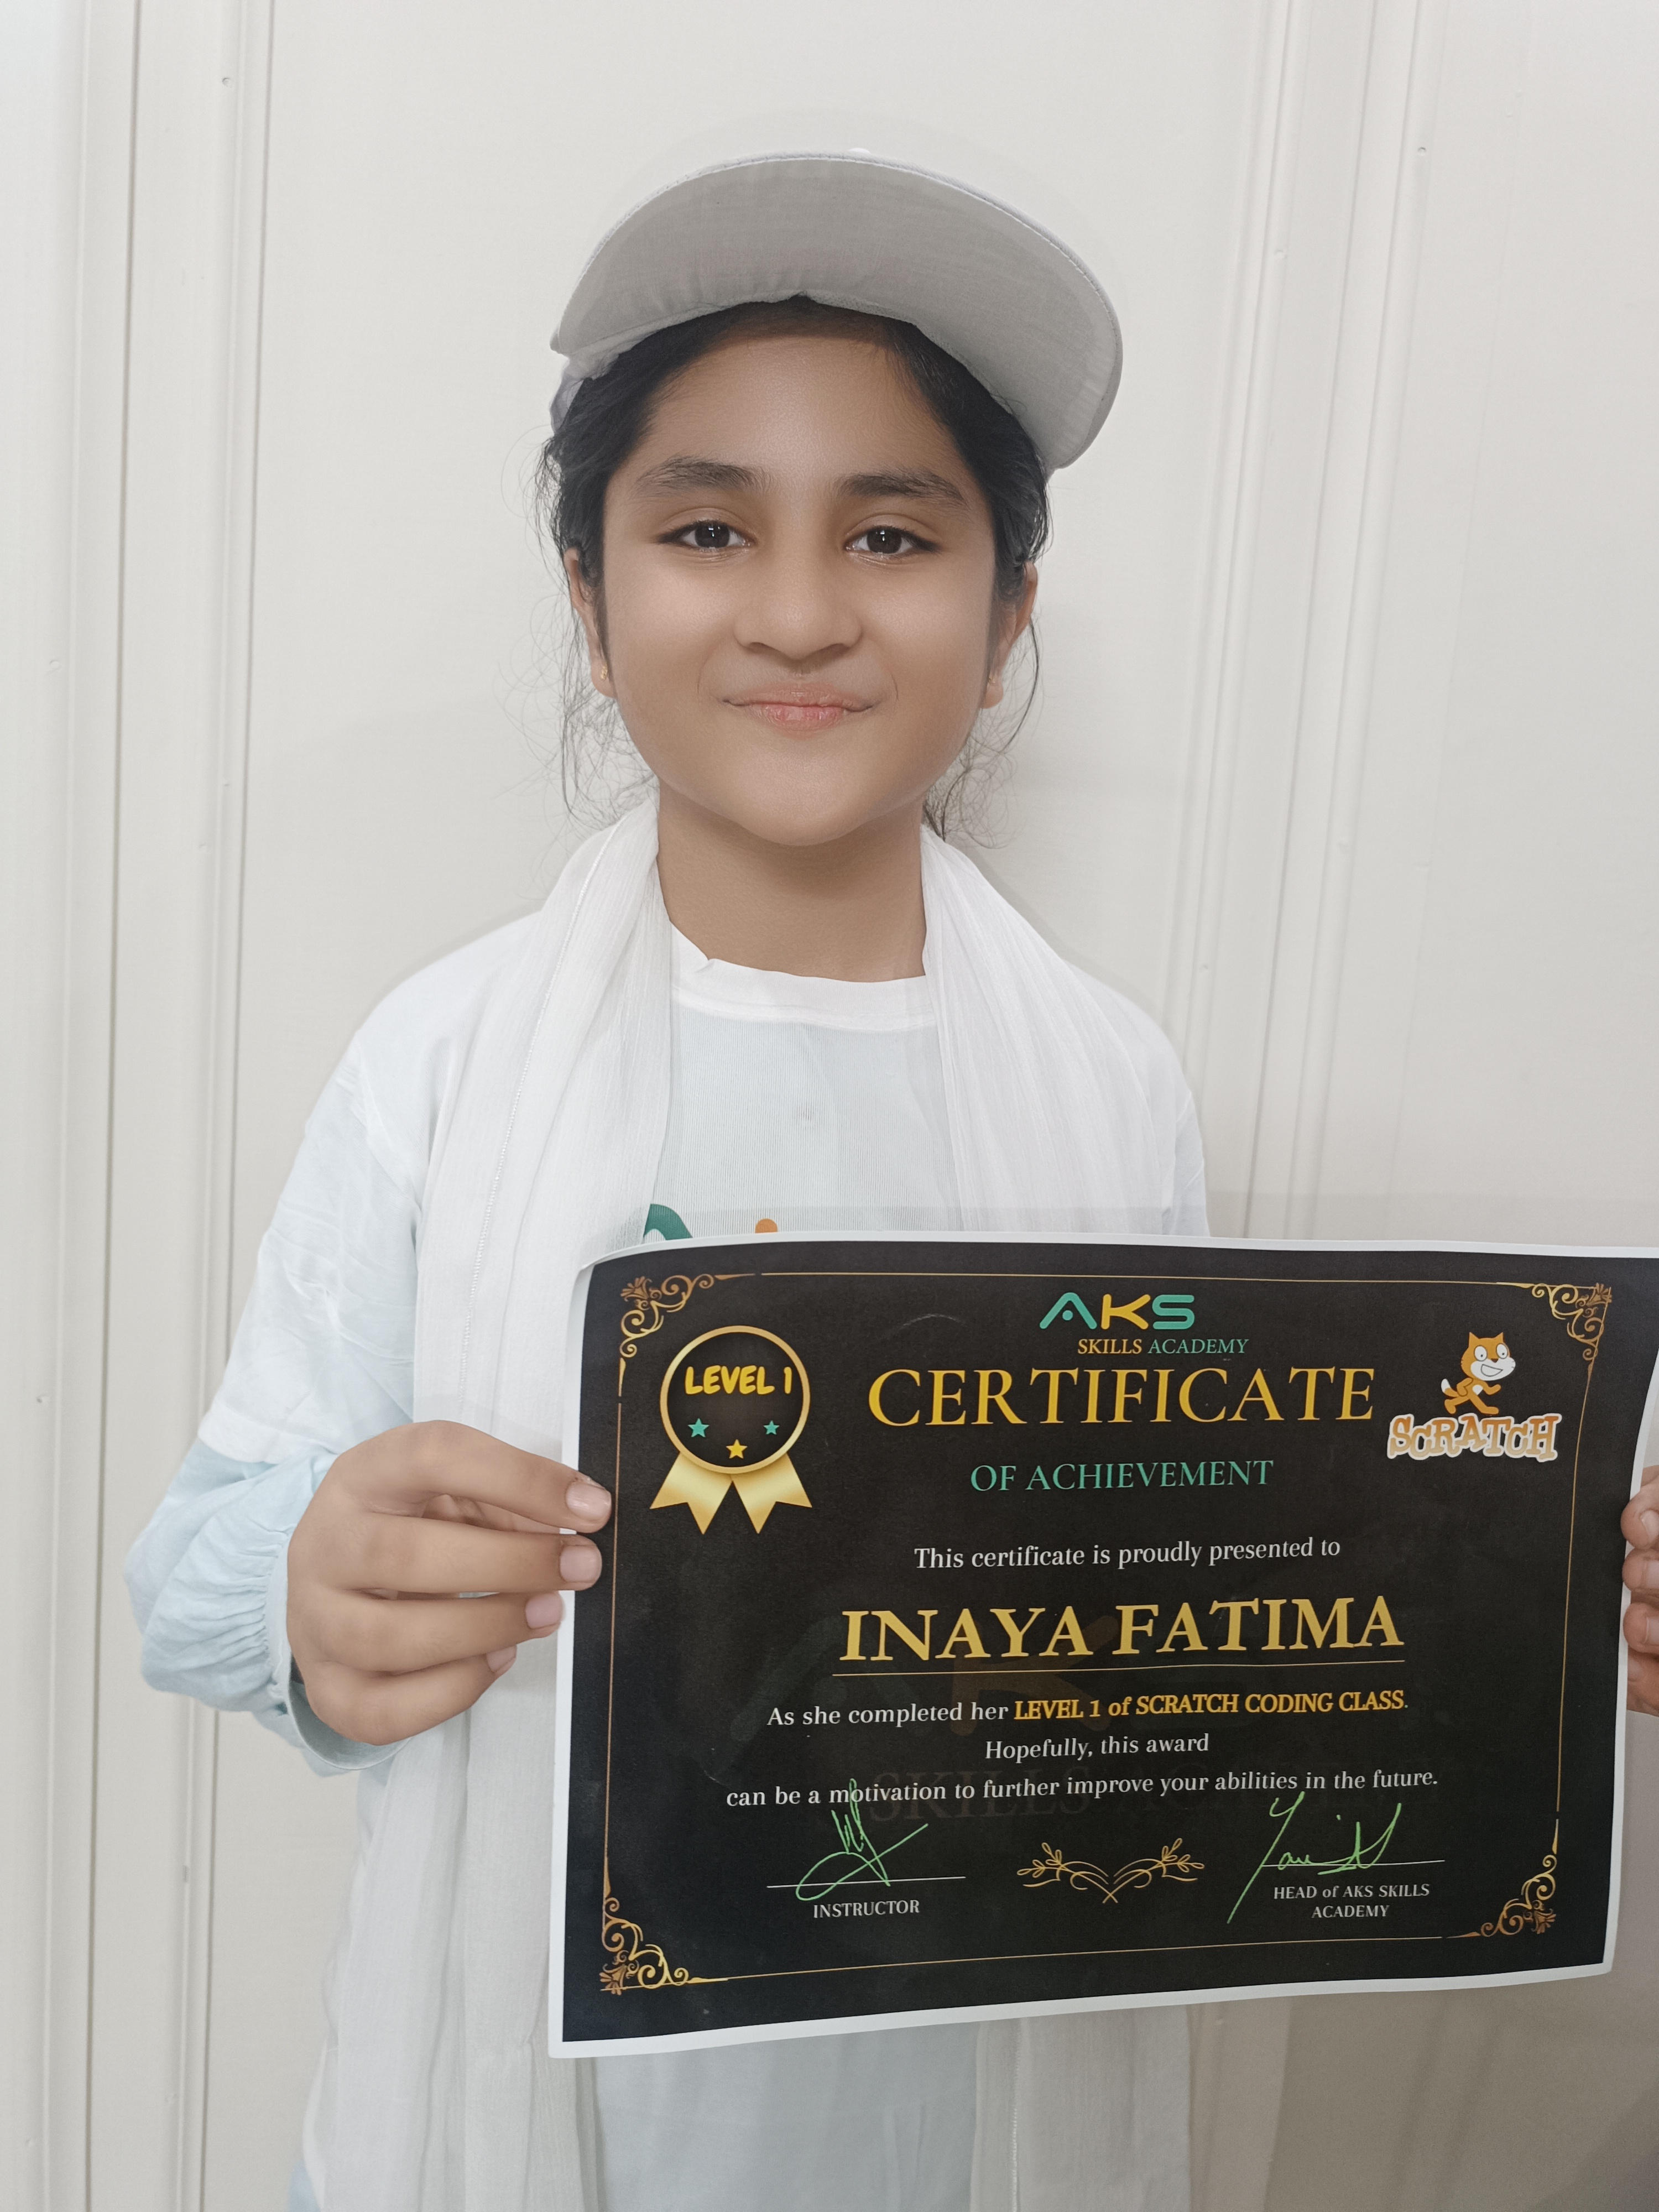 AKS
SKILLS ACADEMY
LEVEL 1
CERTIFICATE
SCRATCH
OF ACHIEVEMENT
This certificate is proudly presented to
INAYA FATIMA
As she completed her LEVEL 1 of SCRATCH CODING CLASS.
Hopefully, this award
can be a motivation to further improve your abilities in the future.
INSTRUCTOR
HEAD of AKS SKILLS
ACADEMY